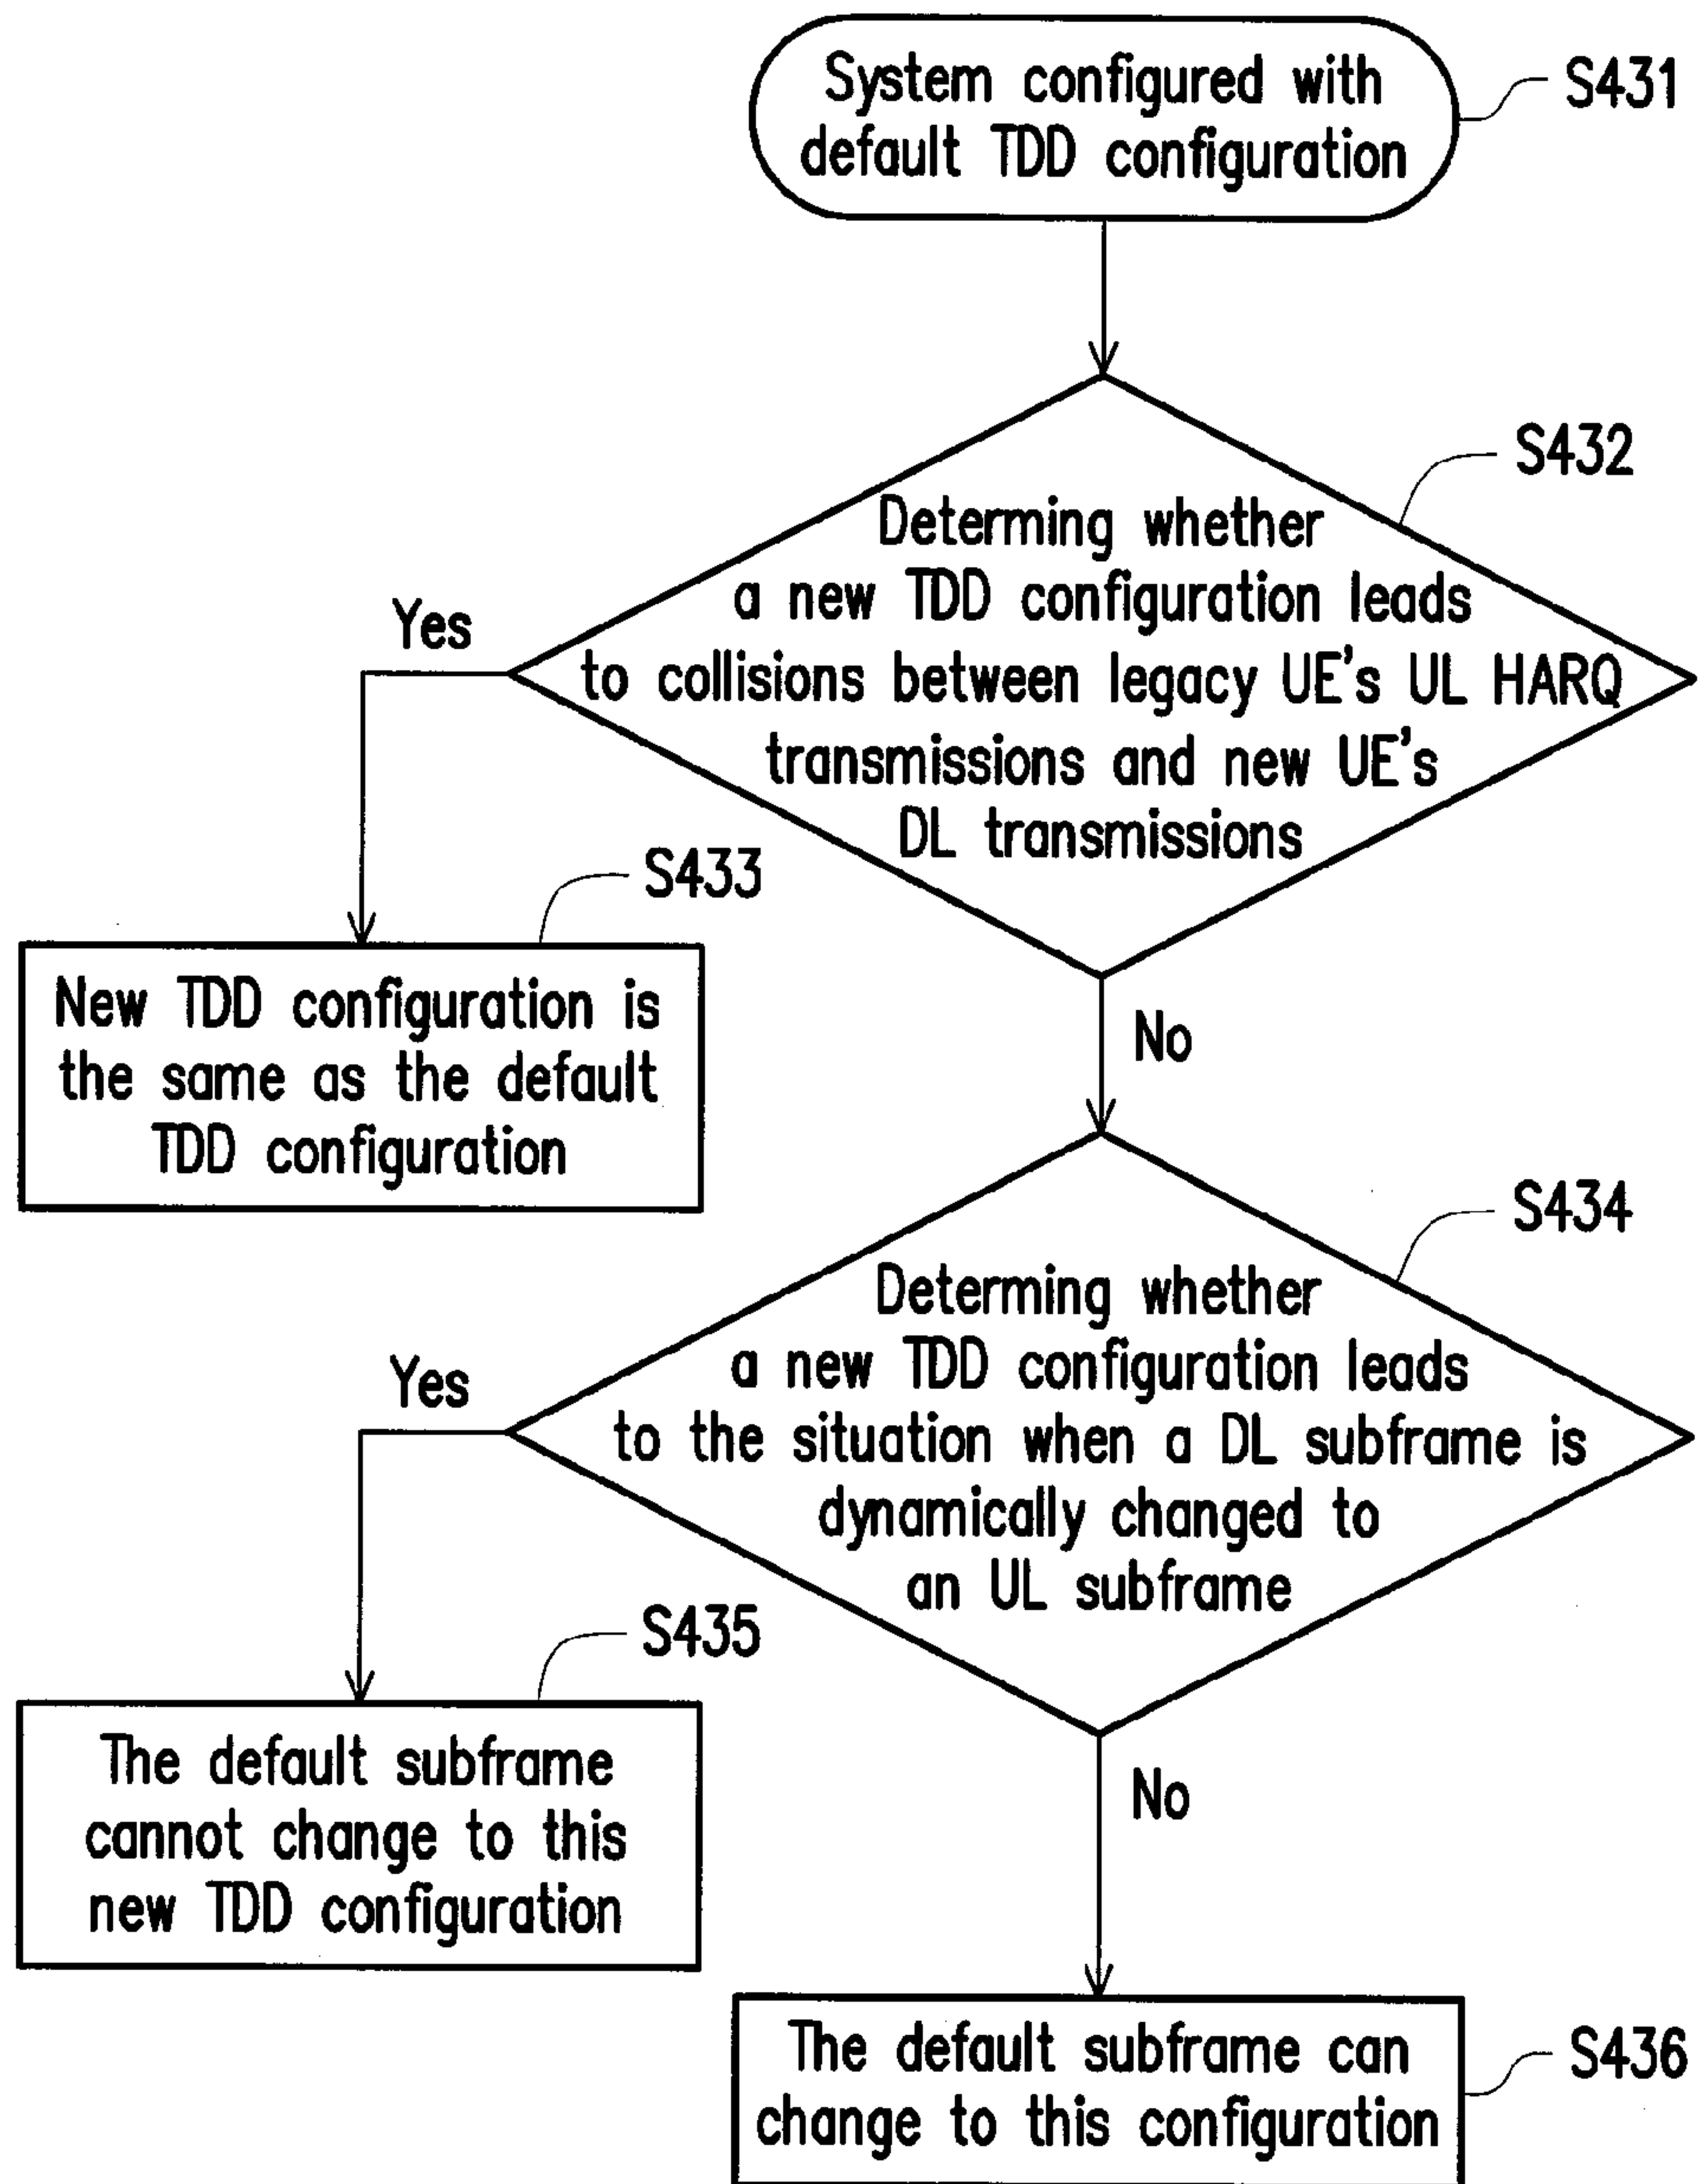 System configured with
default TDD configuration
S431
S432
Determing whether
a new TDD configuration leads
to collisions between legacy UE's UL HARQ
transmissions and new UE's
DL transmissions
Yes
S433
New TDD configuration is
the same as the default
TDD configuration
No
S434
Determing whether
a new TDD configuration leads
to the situation when a DL subframe is
dynamically changed to
an UL subframe
Yes
S435
The default subframe
cannot change to this
new TDD configuration
No
The default subframe can
change to this configuration
S436